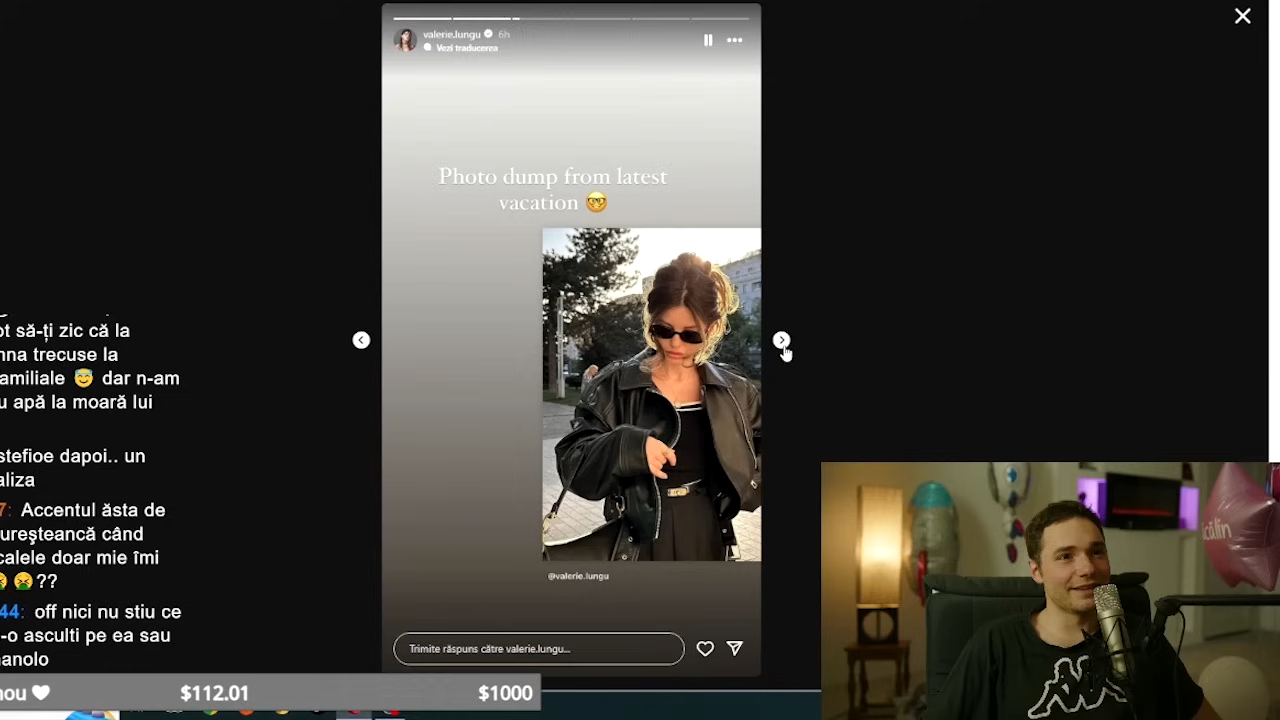 valerie.lungu 6h
Vezi traducerea
Photo dump from latest
vacation 🤓
@valerie.lungu
Trimite răspuns către valerie.lungu...
ot să-ți zic că la
nna trecuse la
amiliale 😇 dar n-am
u apă la moară lui
stefioe dapoi.. un
aliza
7: Accentul ăsta de
ureşteancă când
calele doar mie îmi
🤮 🤮 ??
44: off nici nu stiu ce
-o asculti pe ea sau
nanolo
nou ❤ $112.01 $1000
călin